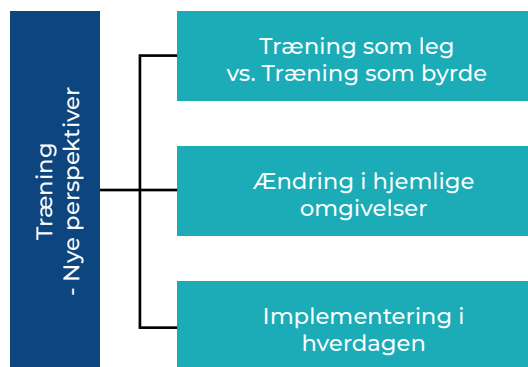 Træning
- Nye perspektiver
Træning som leg
vs. Træning som byrde
Ændring i hjemlige
omgivelser
Implementering i
hverdagen